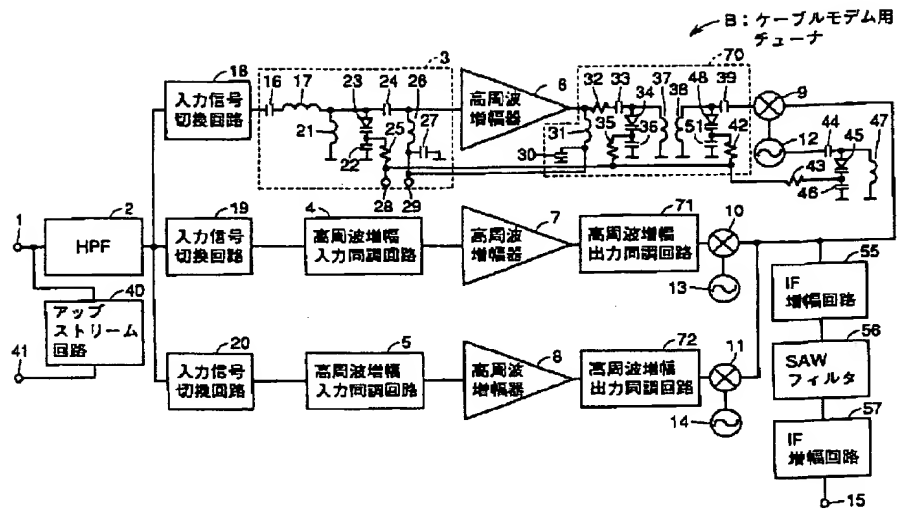 B：ケーブルモデム用
チューナ
18
入力信号
切換回路
3
16
17
23
24
26
21
22
25
27
28
29
6
高周波
増幅器
70
32
33
34
37
38
48
39
31
35
36
51
42
30
9
12
44
45
47
43
46
1
2
HPF
19
入力信号
切換回路
4
高周波増幅
入力同調回路
7
高周波
増幅器
71
高周波増幅
出力同調回路
10
13
40
アップ
ストリーム
回路
41
20
入力信号
切換回路
5
高周波増幅
入力同調回路
8
高周波
増幅器
72
高周波増幅
出力同調回路
11
14
55
IF
増幅回路
56
SAW
フィルタ
57
IF
増幅回路
15